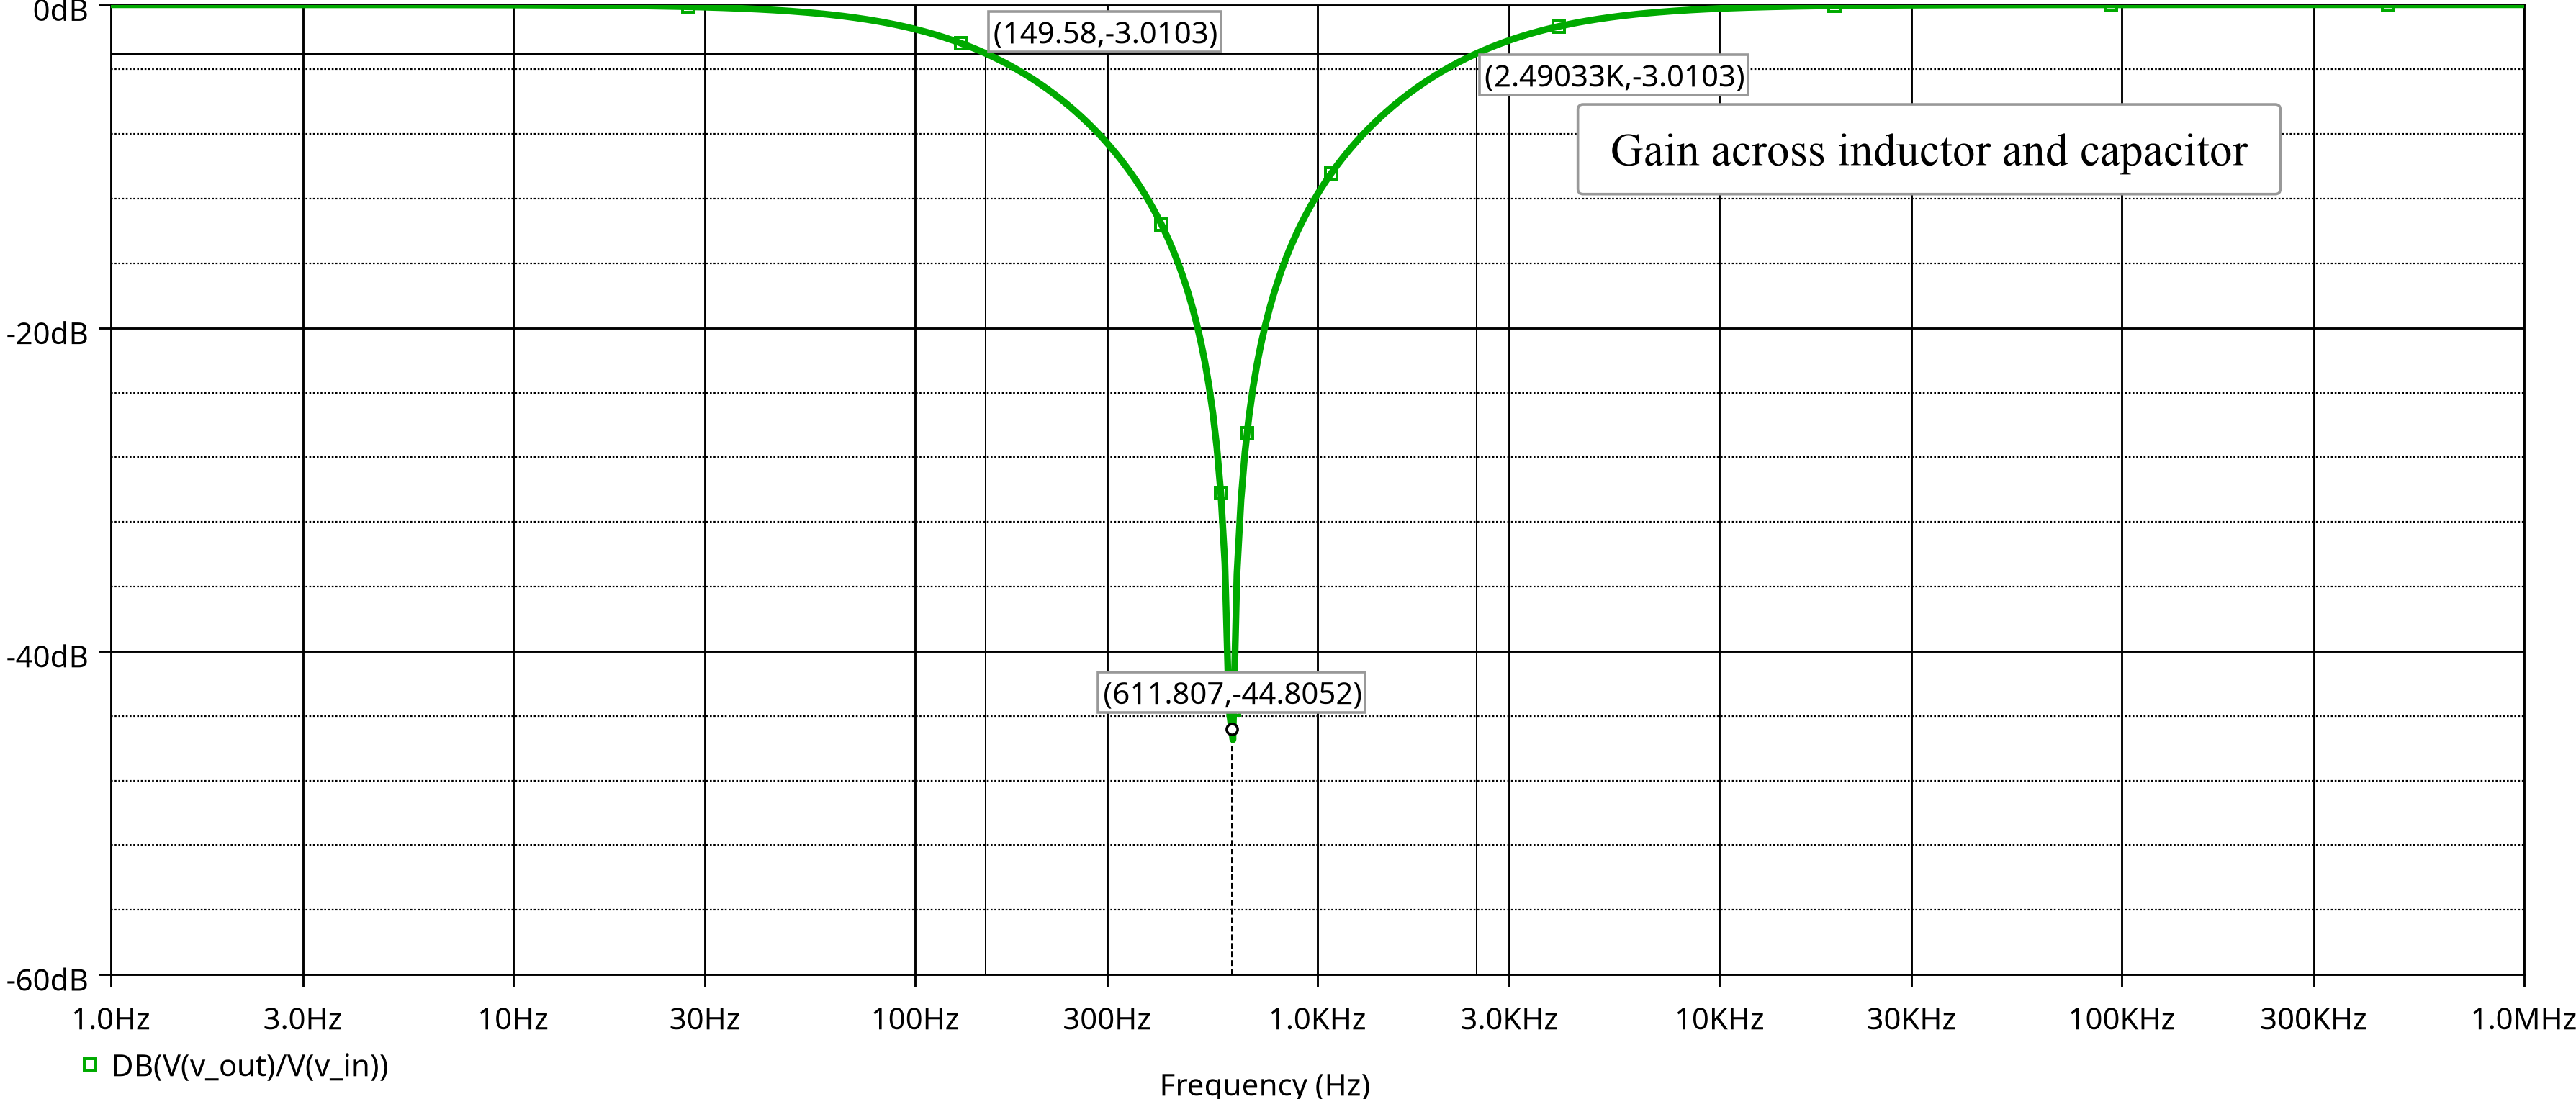 0dB
(149.58,-3.0103)
(2.49033K,-3.0103)
Gain across inductor and capacitor
-20dB
-40dB
(611.807,-44.8052)
-60dB
1.0Hz 3.0Hz 10Hz 30Hz 100Hz 300Hz 1.0KHz 3.0KHz 10KHz 30KHz 100KHz 300KHz 1.0MHz
DB(V(v_out)/V(v_in))
Frequency (Hz)